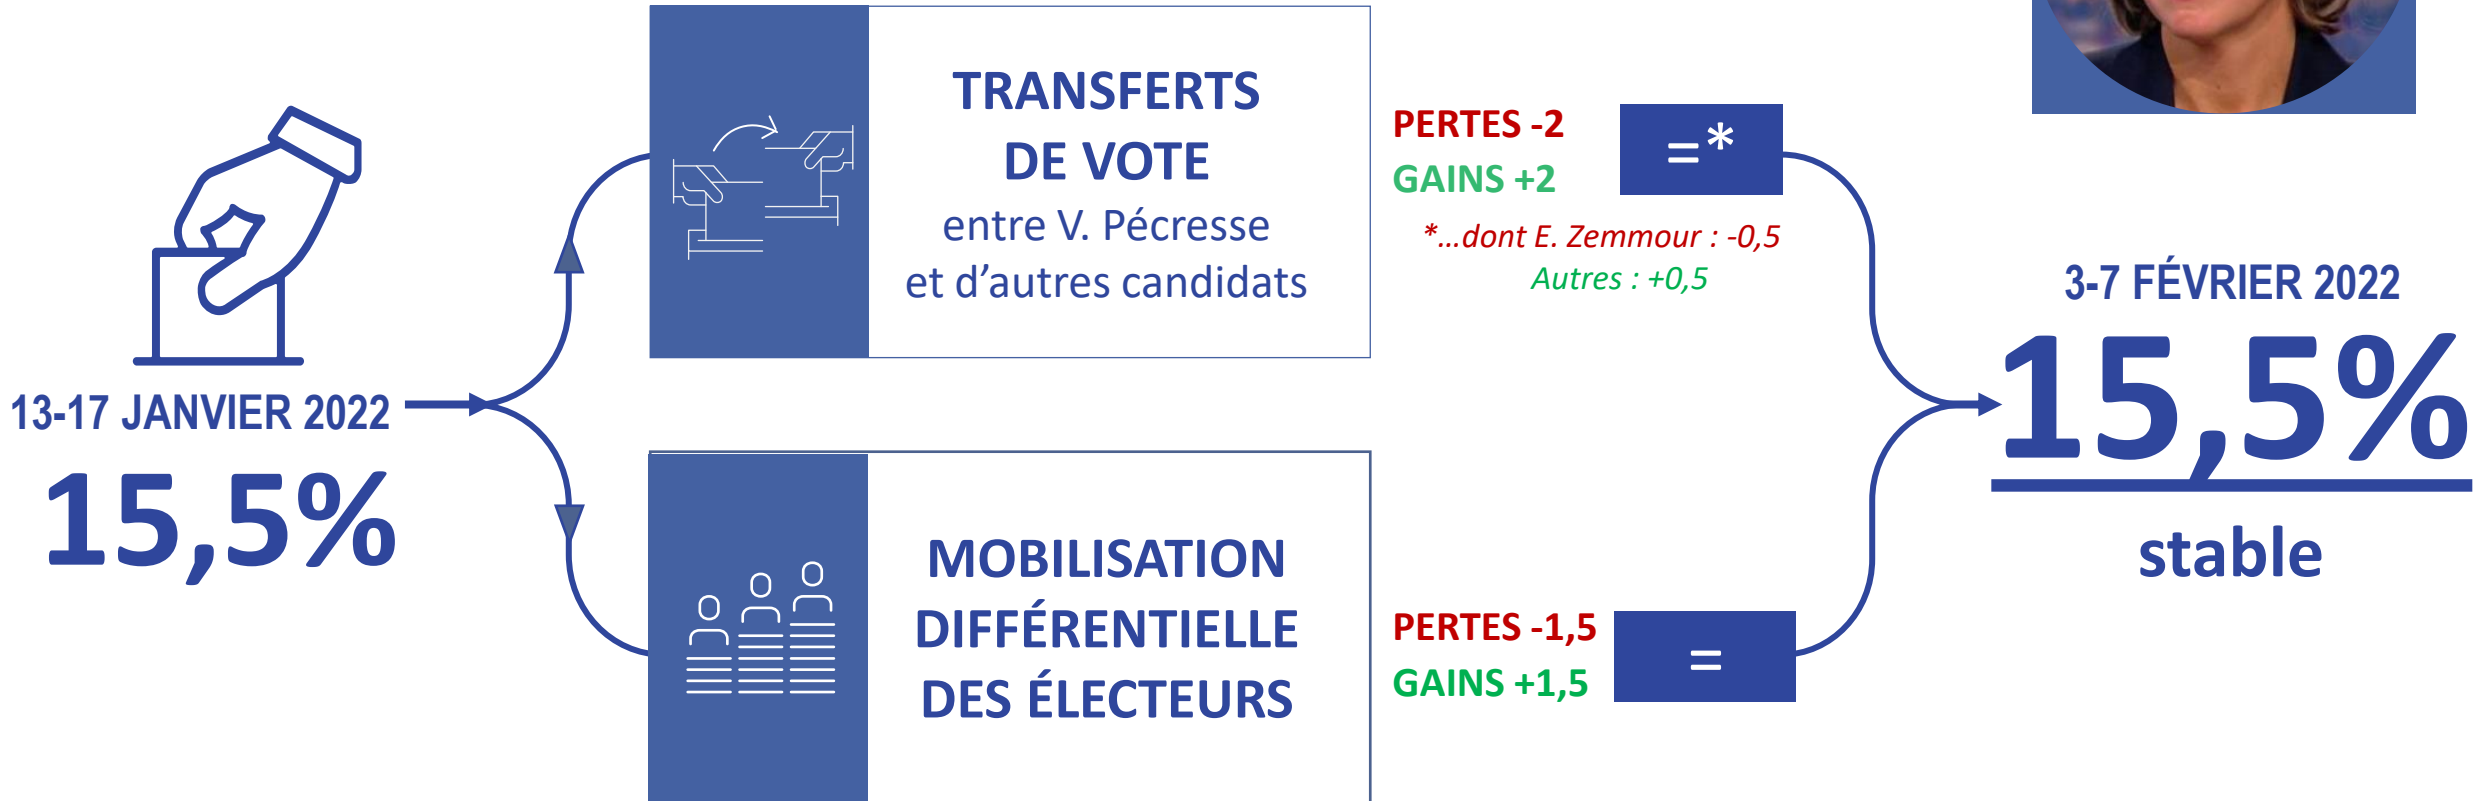 13-17 JANVIER 2022
15,5%
TRANSFERTS
DE VOTE
entre V. Pécresse
et d'autres candidats
PERTES -2
GAINS +2
=*
*...dont E. Zemmour : -0,5
Autres : +0,5
MOBILISATION
DIFFÉRENTIELLE
DES ÉLECTEURS
PERTES -1,5
GAINS +1,5
=
3-7 FÉVRIER 2022
15,5%
stable